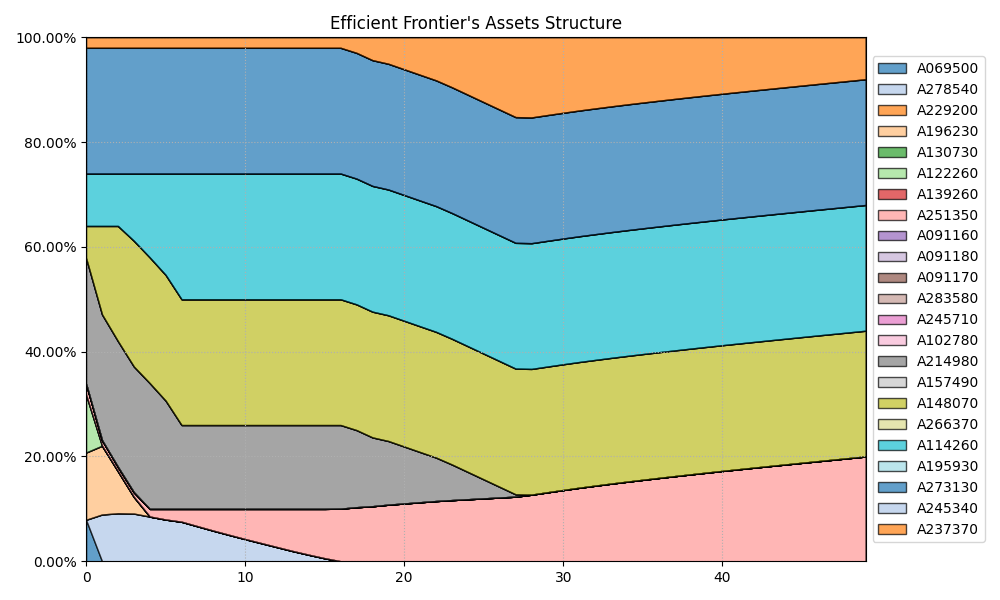 Efficient Frontier's Assets Structure
100.00%
80.00%
60.00%
40.00%
20.00%
0.00%
0
10
20
30
40
A069500
A278540
A229200
A196230
A130730
A122260
A139260
A251350
A091160
A091180
A091170
A283580
A245710
A102780
A214980
A157490
A148070
A266370
A114260
A195930
A273130
A245340
A237370